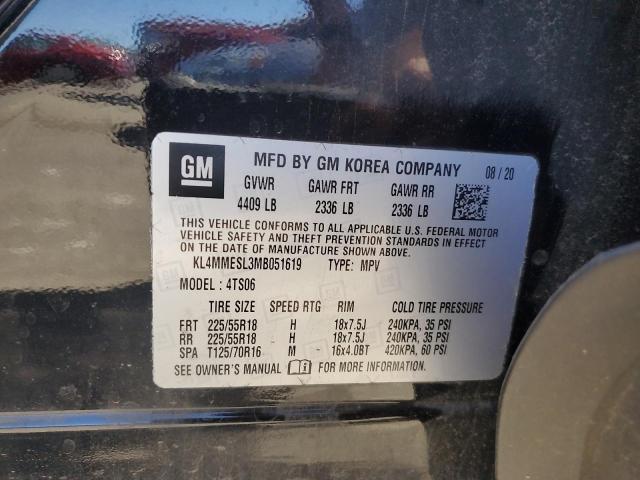 GM MFD BY GM KOREA COMPANY 08 / 20
GVWR GAWR FRT GAWR RR
4409 LB 2336 LB 2336 LB
THIS VEHICLE CONFORMS TO ALL APPLICABLE U.S. FEDERAL MOTOR
VEHICLE SAFETY AND THEFT PREVENTION STANDARDS IN EFFECT
ON THE DATE OF MANUFACTURE SHOWN ABOVE.
KL4MMESL3MB051619 TYPE: MPV
MODEL : 4TS06
TIRE SIZE SPEED RTG RIM COLD TIRE PRESSURE
FRT 225/55R18 H 18x7.5J 240KPA, 35 PSI
RR 225/55R18 H 18x7.5J 240KPA, 35 PSI
SPA T125/70R16 M 16x4.0BT 420KPA, 60 PSI
SEE OWNER'S MANUAL FOR MORE INFORMATION.